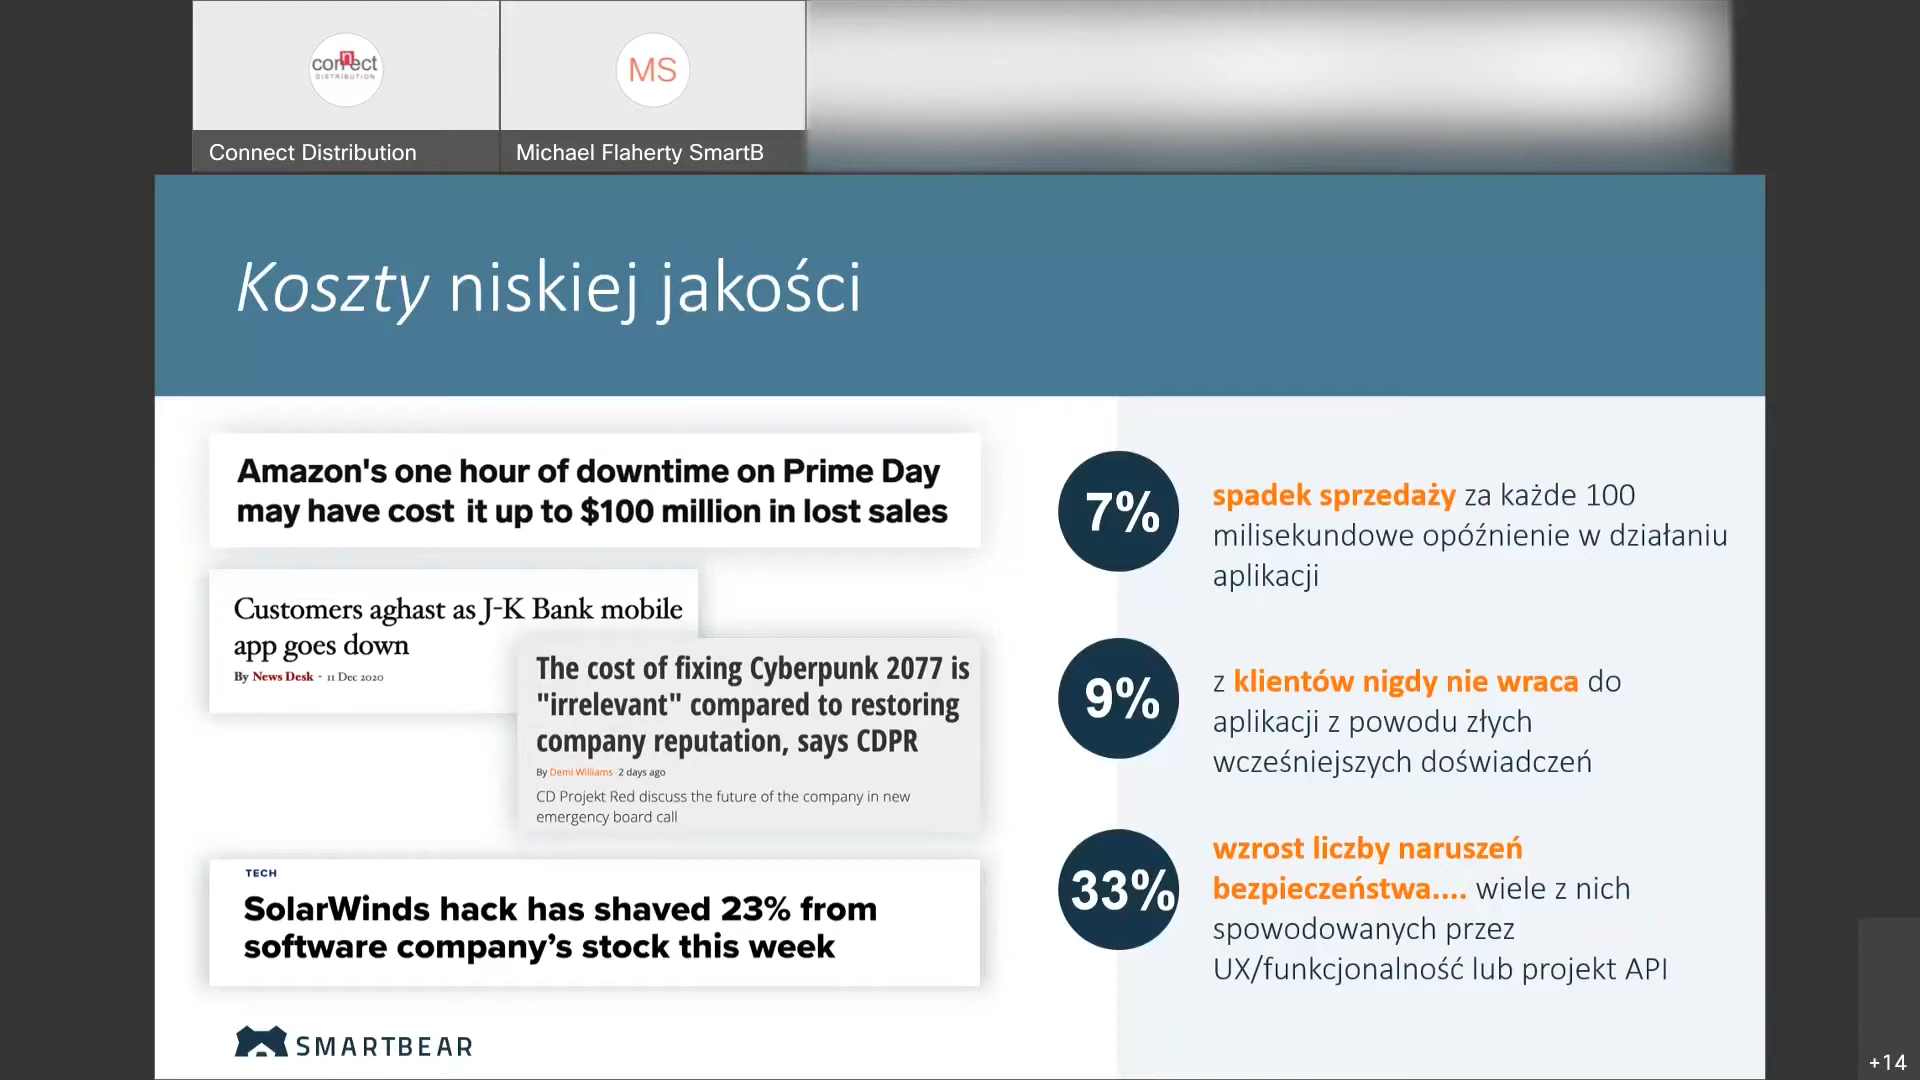 connect
DISTRIBUTION
MS
Connect Distribution
Michael Flaherty SmartB
Koszty niskiej jakości
Amazon's one hour of downtime on Prime Day
may have cost it up to $100 million in lost sales
Customers aghast as J-K Bank mobile
app goes down
By News Desk - 11 Dec 2020
The cost of fixing Cyberpunk 2077 is
"irrelevant" compared to restoring
company reputation, says CDPR
By Demi Williams 2 days ago
CD Projekt Red discuss the future of the company in new
emergency board call
TECH
SolarWinds hack has shaved 23% from
software company’s stock this week
SMARTBEAR
7%
spadek sprzedaży za każde 100
milisekundowe opóźnienie w działaniu
aplikacji
9%
z klientów nigdy nie wraca do
aplikacji z powodu złych
wcześniejszych doświadczeń
33%
wzrost liczby naruszeń
bezpieczeństwa.... wiele z nich
spowodowanych przez
UX/funkcjonalność lub projekt API
+14